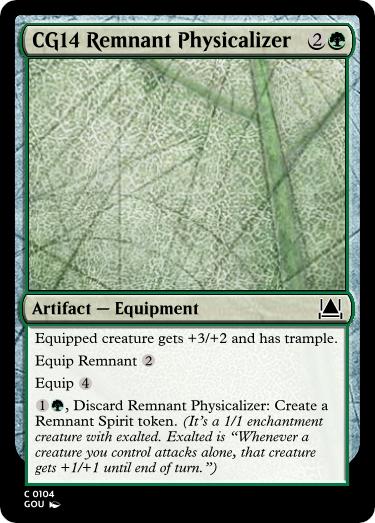 CG14 Remnant Physicalizer 2
Artifact — Equipment
Equipped creature gets +3/+2 and has trample.
Equip Remnant 2
Equip 4
1 , Discard Remnant Physicalizer: Create a
Remnant Spirit token. (It's a 1/1 enchantment
creature with exalted. Exalted is “Whenever a
creature you control attacks alone, that creature
gets +1/+1 until end of turn.”)
C 0104
GOU